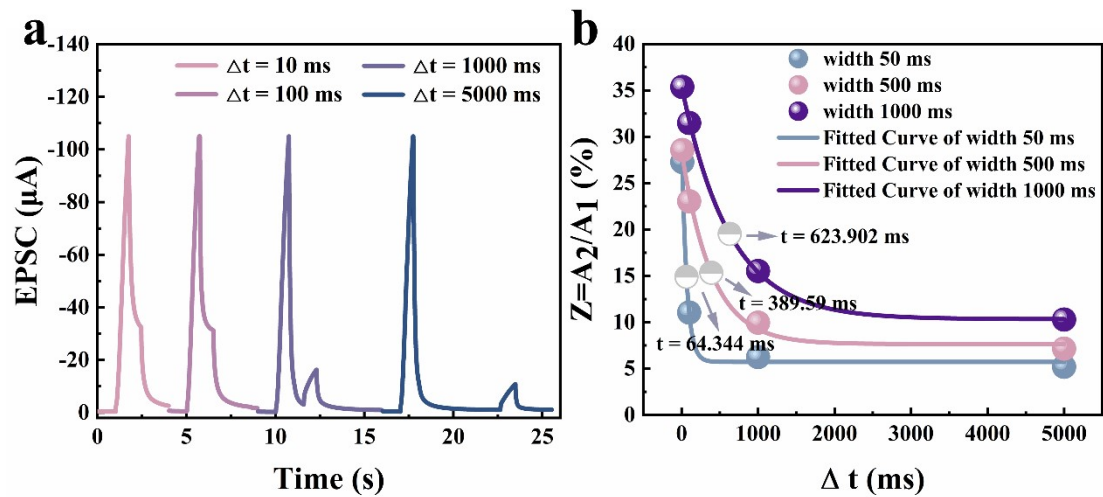 a
-140
-120
-100
-80
-60
-40
-20
0
EPSC (μA)
△t = 10 ms
△t = 100 ms
△t = 1000 ms
△t = 5000 ms
0 5 10 15 20 25
Time (s)
b
40
35
30
25
20
15
10
5
0
Z=A2/A1 (%)
width 50 ms
width 500 ms
width 1000 ms
Fitted Curve of width 50 ms
Fitted Curve of width 500 ms
Fitted Curve of width 1000 ms
t = 623.902 ms
t = 389.59 ms
t = 64.344 ms
0 1000 2000 3000 4000 5000
Δ t (ms)